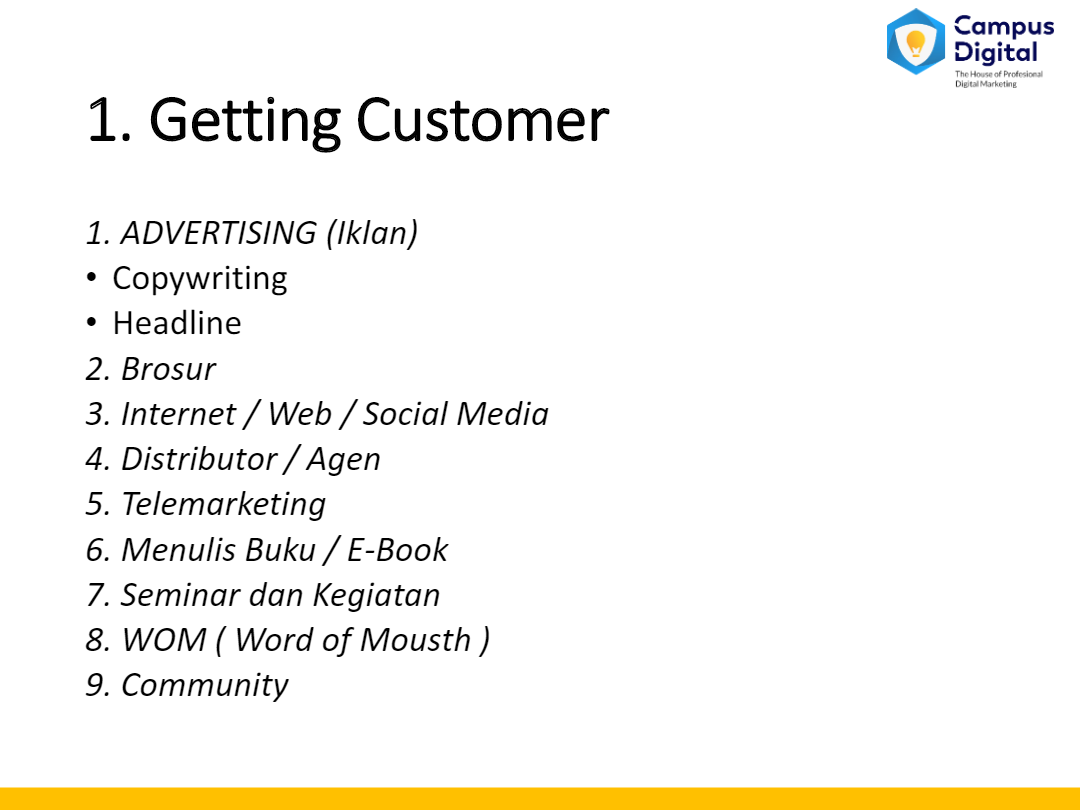 Campus
Digital
The House of Profesional
Digital Marketing
1. Getting Customer
1. ADVERTISING (Iklan)
• Copywriting
• Headline
2. Brosur
3. Internet / Web / Social Media
4. Distributor / Agen
5. Telemarketing
6. Menulis Buku / E-Book
7. Seminar dan Kegiatan
8. WOM ( Word of Mousth )
9. Community